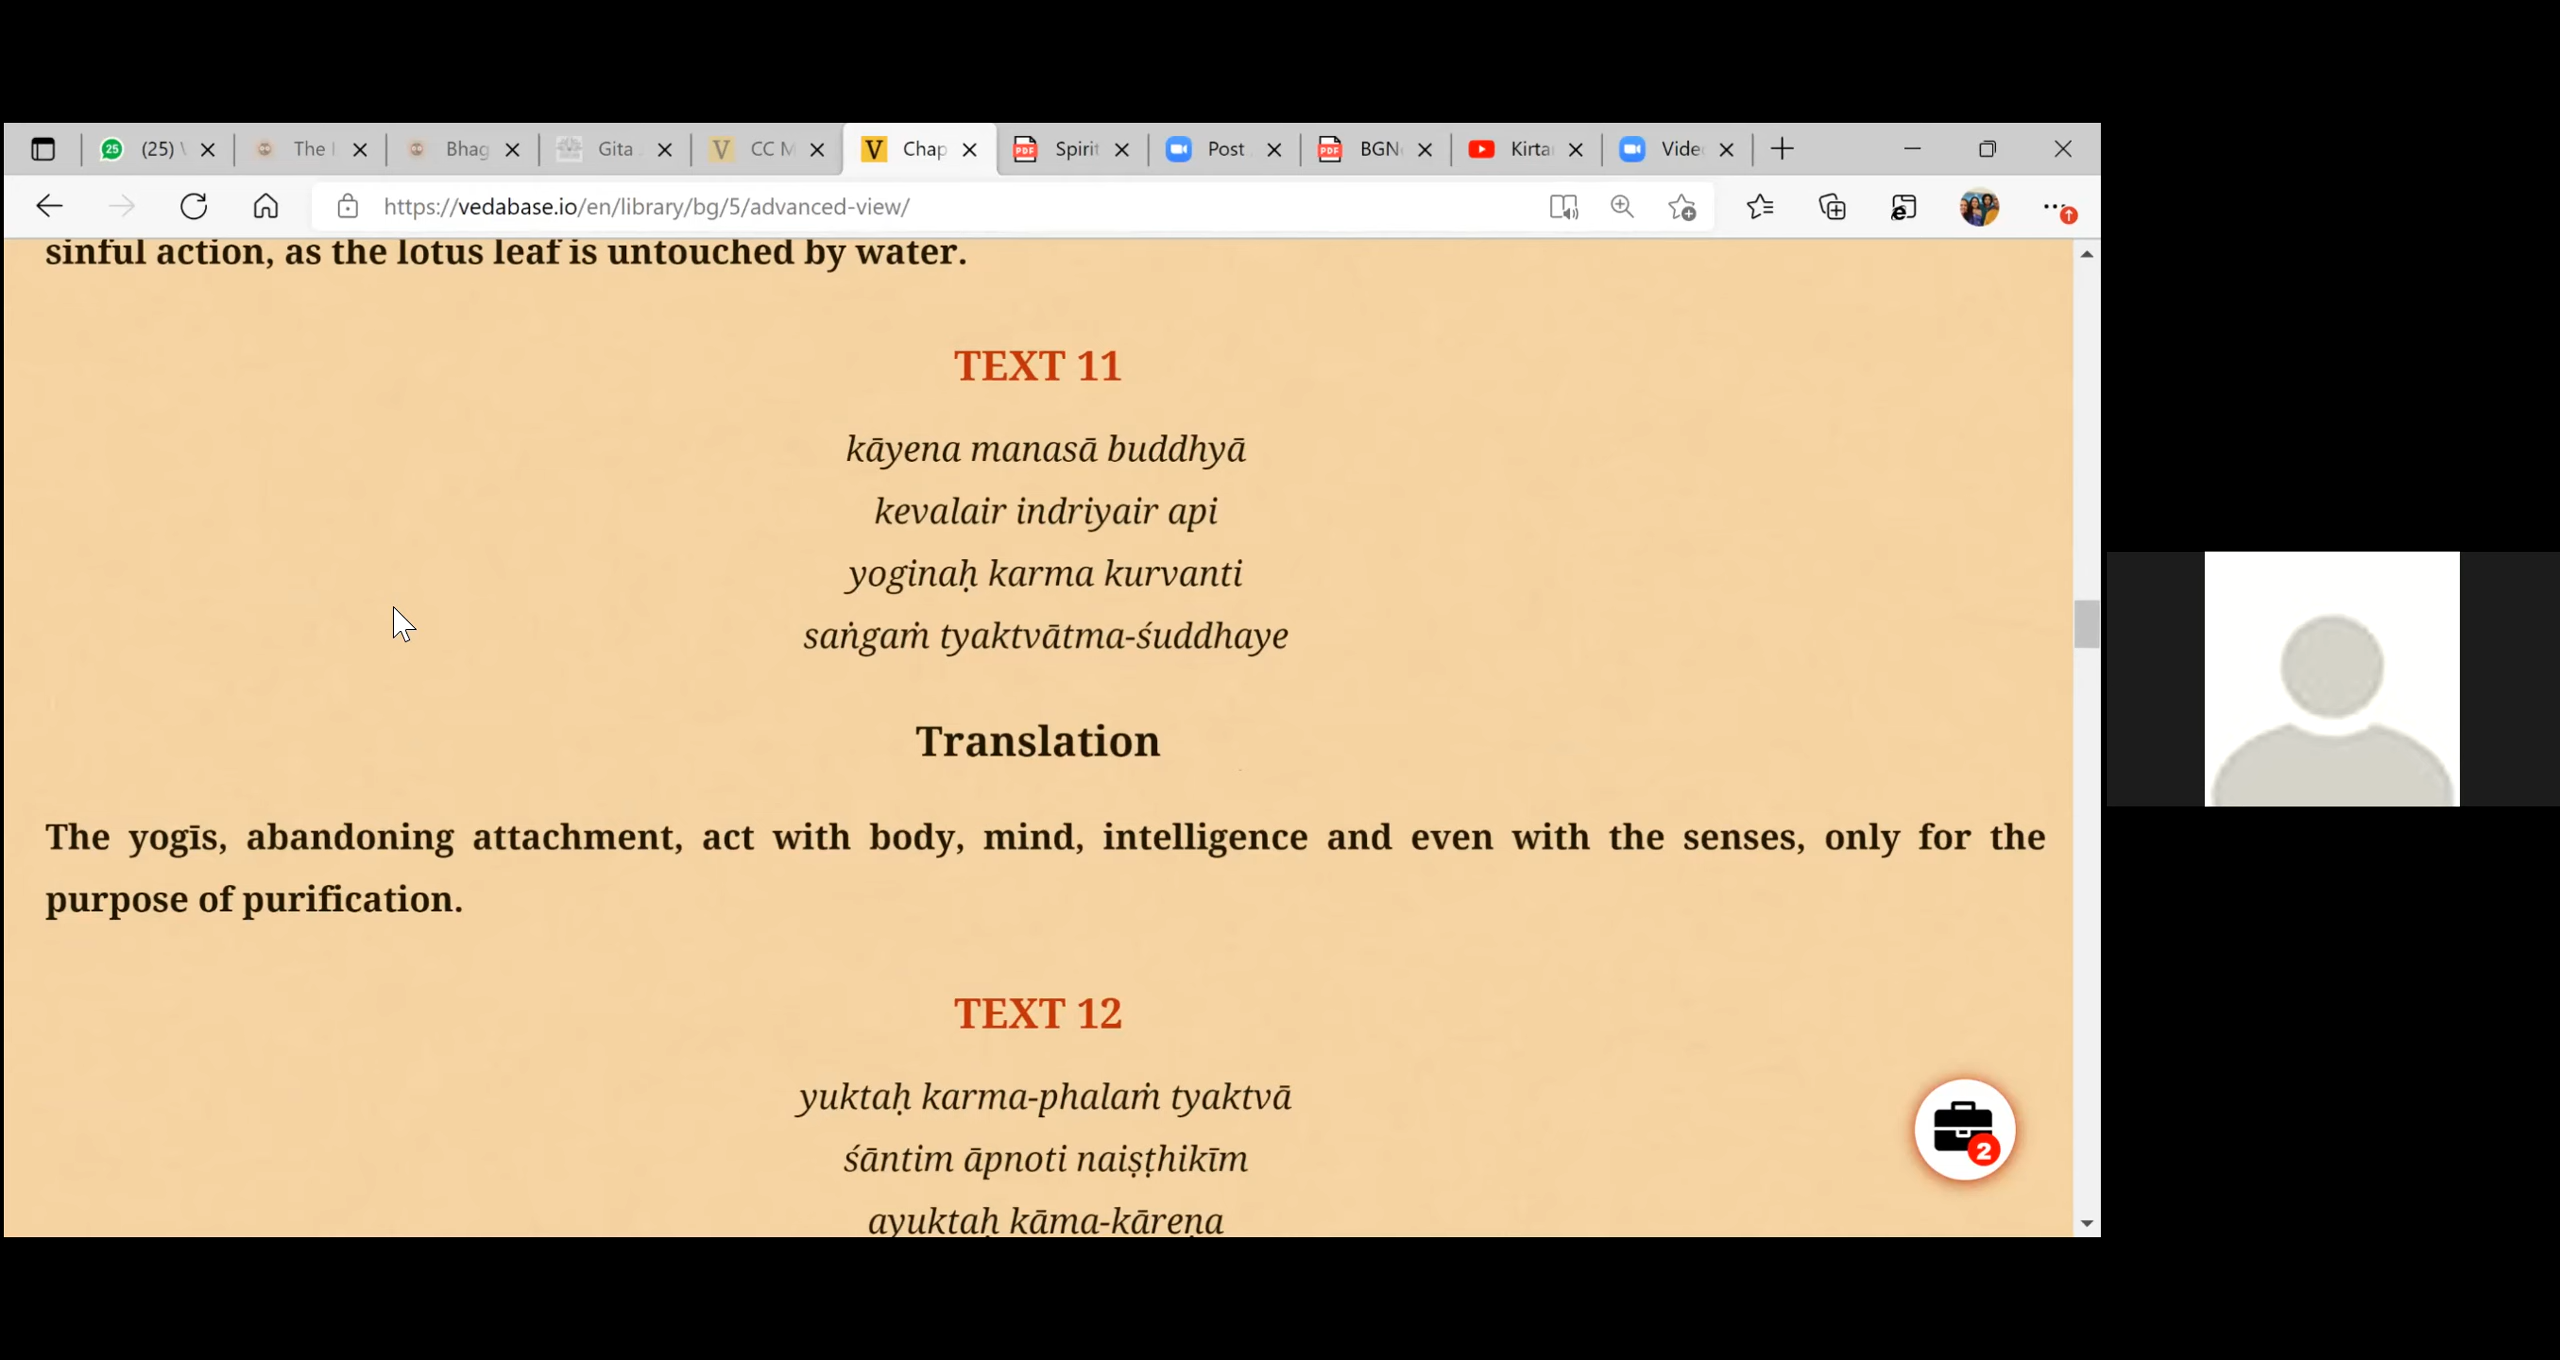 25 (25) The Bhag Gita CC M Chap Spirit Post BGN Kirta Vide
https://vedabase.io/en/library/bg/5/advanced-view/
sinful action, as the lotus leaf is untouched by water.
TEXT 11
kāyena manasā buddhyā
kevalair indriyair api
yoginaḥ karma kurvanti
saṅgaṁ tyaktvātma-śuddhaye
Translation
The yogīs, abandoning attachment, act with body, mind, intelligence and even with the senses, only for the
purpose of purification.
TEXT 12
yuktaḥ karma-phalaṁ tyaktvā
śāntim āpnoti naiṣṭhikīm
ayuktaḥ kāma-kāreṇa
2